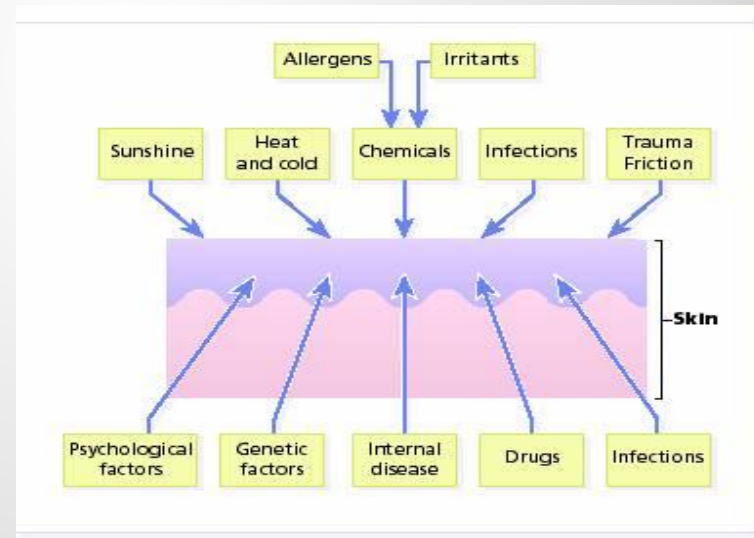 Allergens
Irritants
Sunshine
Heat
and cold
Chemicals
Infections
Trauma
Friction
Skin
Psychological
factors
Genetic
factors
Internal
disease
Drugs
Infections